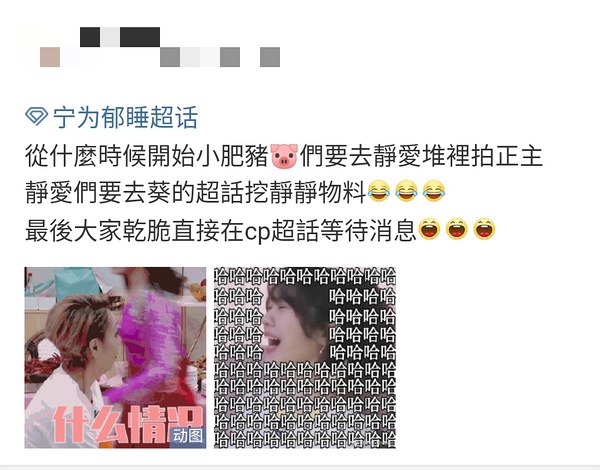 宁为郁睡超话
從什麼時候開始小肥豬🐷們要去靜愛堆裡拍正主
靜愛們要去葵的超話挖靜靜物料😂😂😂
最後大家乾脆直接在cp超話等待消息😄😄😄
什么情况
动图
哈哈哈哈哈哈哈哈哈哈哈
哈哈哈 哈哈哈哈
哈哈哈 哈哈哈哈
哈哈哈 哈哈哈哈
哈哈哈 哈哈哈哈
哈哈哈哈哈哈哈哈哈哈哈
哈哈哈哈哈哈哈哈哈哈哈
哈哈哈哈哈哈哈哈哈哈哈
哈哈哈哈哈哈哈哈哈哈哈
哈哈哈哈哈哈哈哈哈哈哈